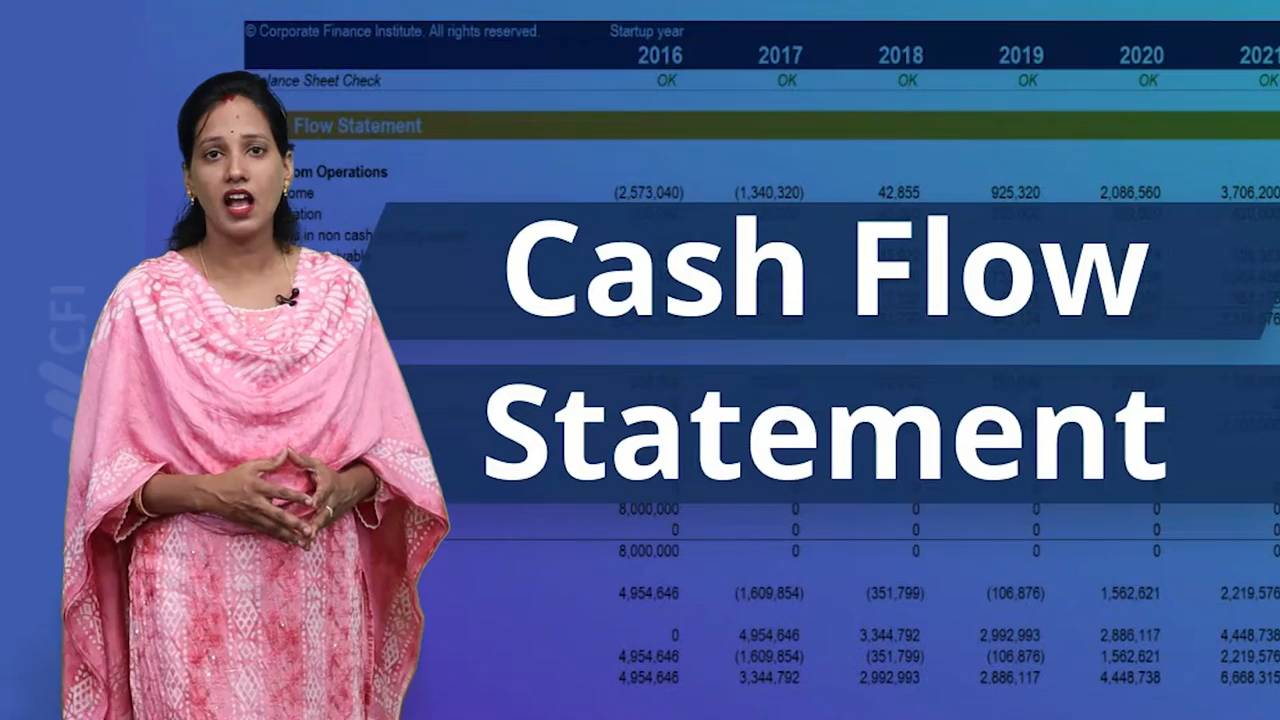 © Corporate Finance Institute. All rights reserved. Startup year
2016 2017 2018 2019 2020 2021
Balance Sheet Check OK OK OK OK OK OK
Flow Statement
Operations
(2,573,040) (1,340,320) 42,855 925,320 2,086,560 3,706,200
in non cash
Cash Flow
Statement
CFI
8,000,000 0 0 0 0 0
0 0 0 0 0 0
8,000,000 0 0 0 0 0
4,954,646 (1,609,854) (351,799) (106,876) 1,562,621 2,219,576
0 4,954,646 3,344,792 2,992,993 2,886,117 4,448,738
4,954,646 (1,609,854) (351,799) (106,876) 1,562,621 2,219,576
4,954,646 3,344,792 2,992,993 2,886,117 4,448,738 6,668,315